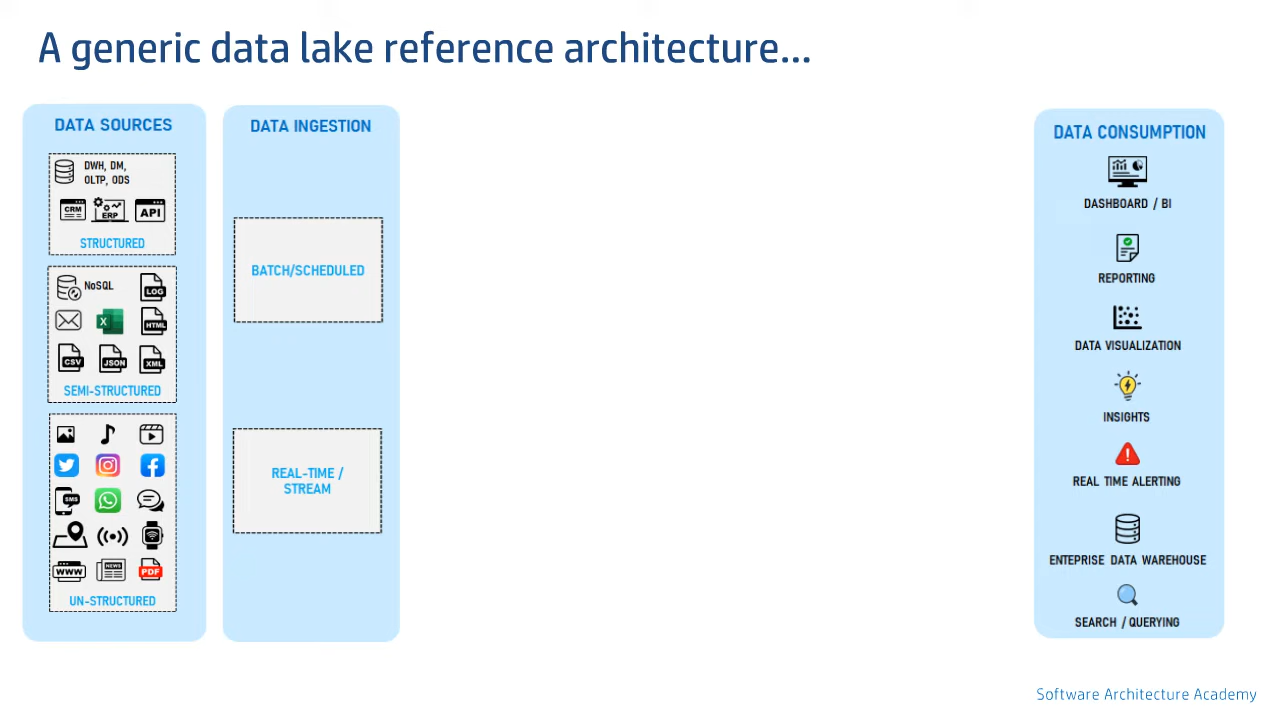 A generic data lake reference architecture...
DATA SOURCES
DWH, DM,
OLTP, ODS
CRM
ERP
API
STRUCTURED
NoSQL
LOG
X
HTML
CSV
JSON
XML
SEMI-STRUCTURED
SMS
WWW
NEWS
PDF
UN-STRUCTURED
DATA INGESTION
BATCH/SCHEDULED
REAL-TIME /
STREAM
DATA CONSUMPTION
DASHBOARD / BI
REPORTING
DATA VISUALIZATION
INSIGHTS
REAL TIME ALERTING
ENTEPRISE DATA WAREHOUSE
SEARCH / QUERYING
Software Architecture Academy